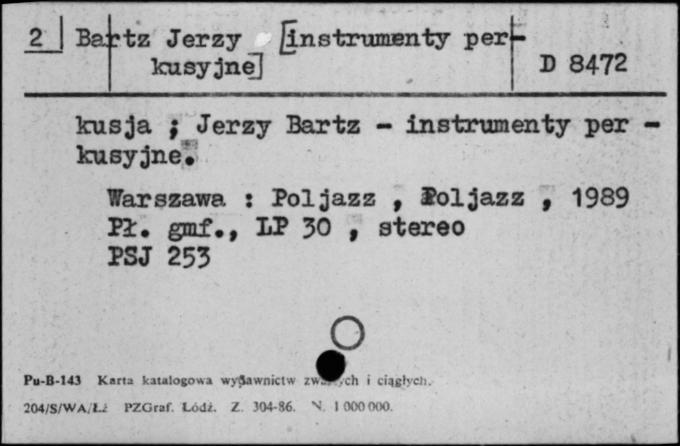 2 Bartz Jerzy [instrumenty per-
kusyjne]
D 8472
kusja ; Jerzy Bartz - instrumenty per -
kusyjne.
Warszawa : Poljazz , Poljazz , 1989
Pł. gmf., LP 30 , stereo
PSJ 253
Pu-B-143 Karta katalogowa wydawnictw zwartych i ciągłych.
204/S/WA/Łż PZGraf. Łódź. Z. 304-86. N. 1 000 000.